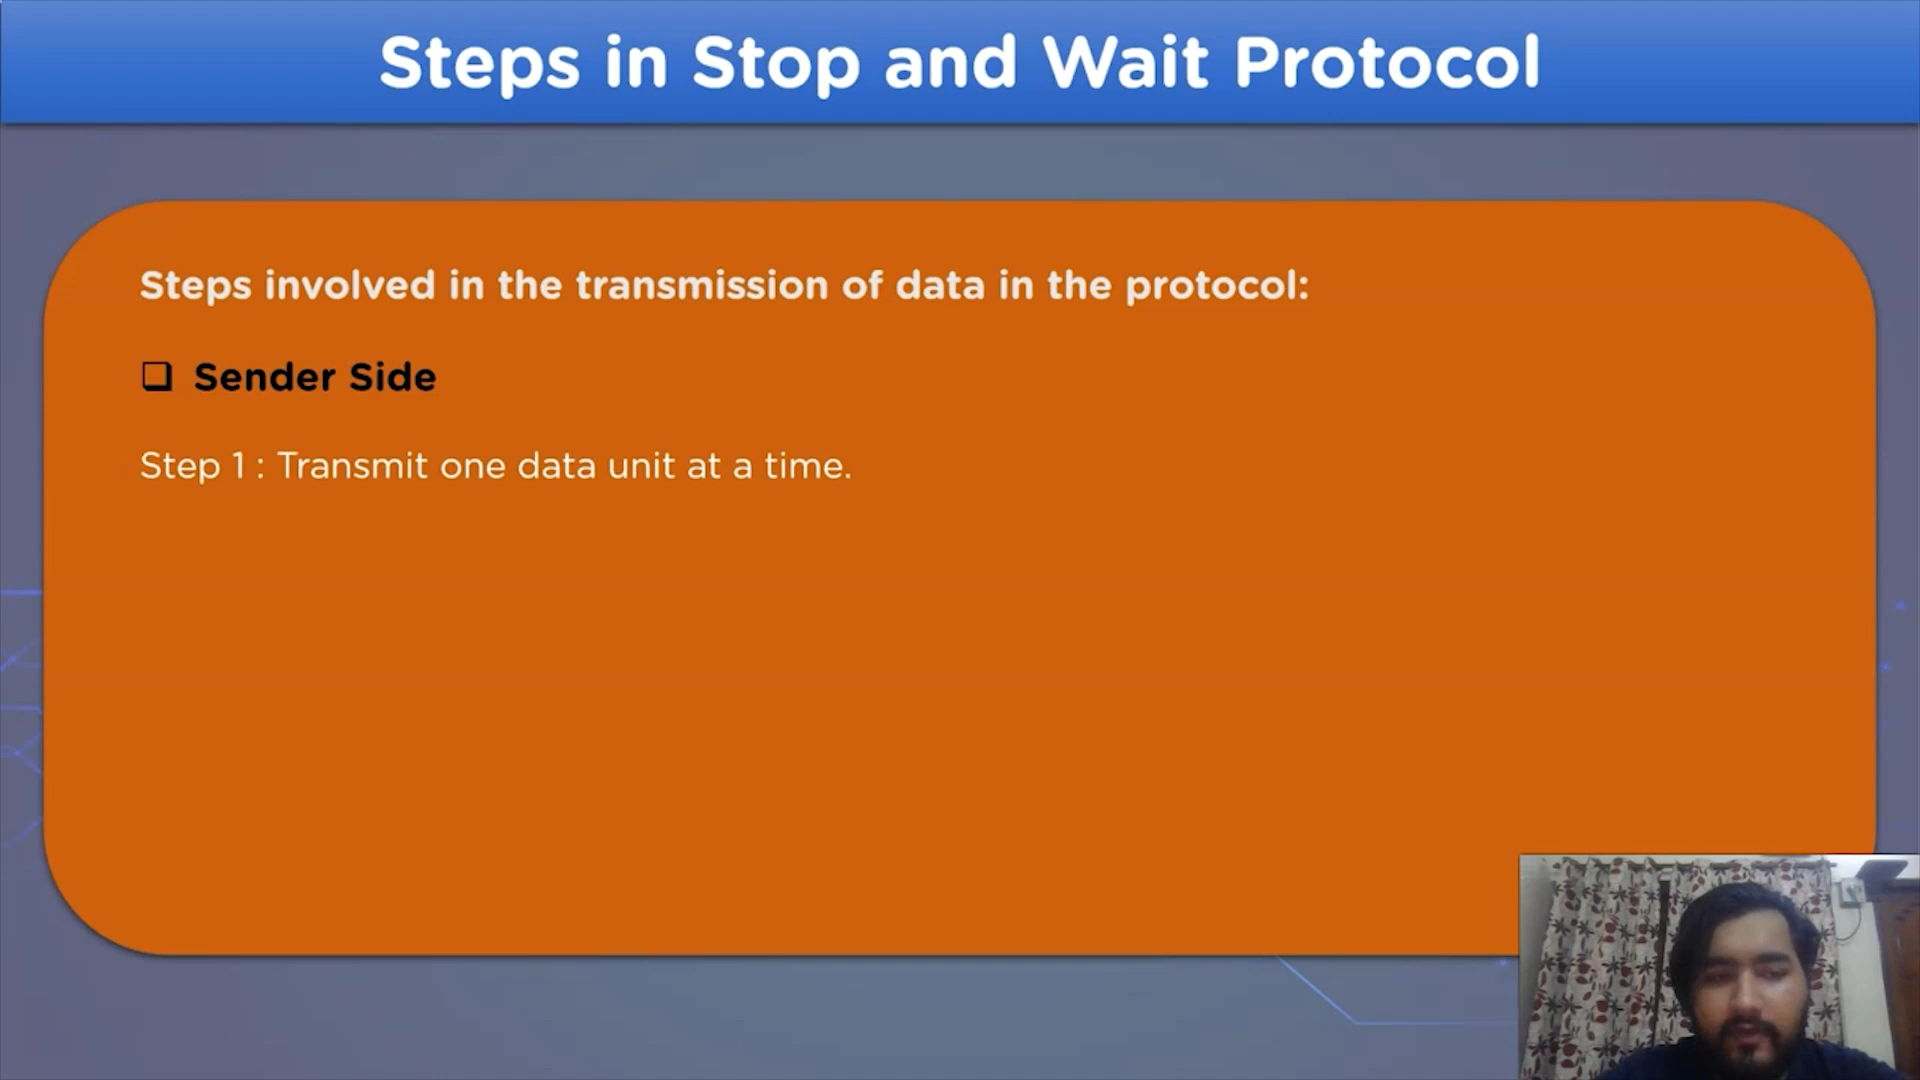 Steps in Stop and Wait Protocol
Steps involved in the transmission of data in the protocol:
Sender Side
Step 1 : Transmit one data unit at a time.